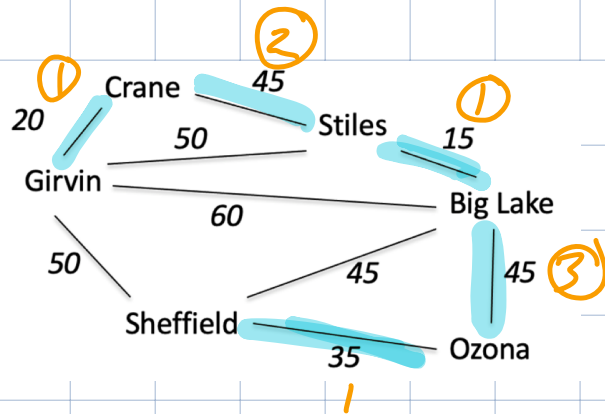 ① Crane 45 ②
20
50 Stiles 15 ①
Girvin
60 Big Lake
50 45 45 ③
Sheffield 35 Ozona
1